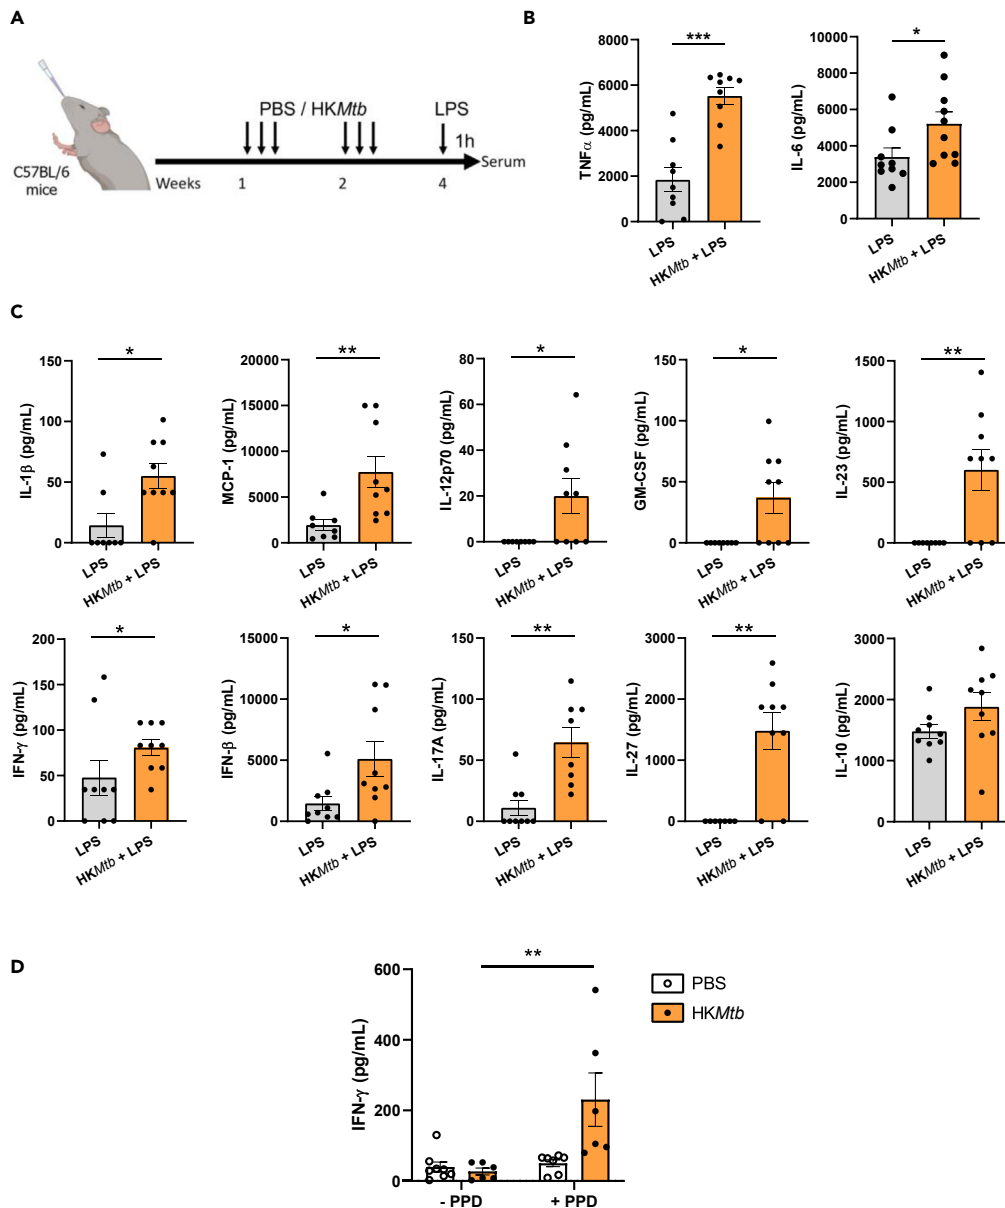 A
PBS / HKMtb
LPS
1h
Serum
C57BL/6
mice
Weeks
1
2
4
B
***
TNFα (pg/mL)
8000
6000
4000
2000
0
LPS
HKMtb + LPS
*
IL-6 (pg/mL)
10000
8000
6000
4000
2000
0
LPS
HKMtb + LPS
C
*
IL-1β (pg/mL)
150
100
50
0
LPS
HKMtb + LPS
**
MCP-1 (pg/mL)
20000
15000
10000
5000
0
LPS
HKMtb + LPS
*
IL-12p70 (pg/mL)
80
60
40
20
0
LPS
HKMtb + LPS
*
GM-CSF (pg/mL)
150
100
50
0
LPS
HKMtb + LPS
**
IL-23 (pg/mL)
1500
1000
500
0
LPS
HKMtb + LPS
*
IFN-γ (pg/mL)
200
150
100
50
0
LPS
HKMtb + LPS
*
IFN-β (pg/mL)
15000
10000
5000
0
LPS
HKMtb + LPS
**
IL-17A (pg/mL)
150
100
50
0
LPS
HKMtb + LPS
**
IL-27 (pg/mL)
3000
2000
1000
0
LPS
HKMtb + LPS
IL-10 (pg/mL)
3000
2000
1000
0
LPS
HKMtb + LPS
D
**
IFN-γ (pg/mL)
600
400
200
0
- PPD
+ PPD
PBS
HKMtb